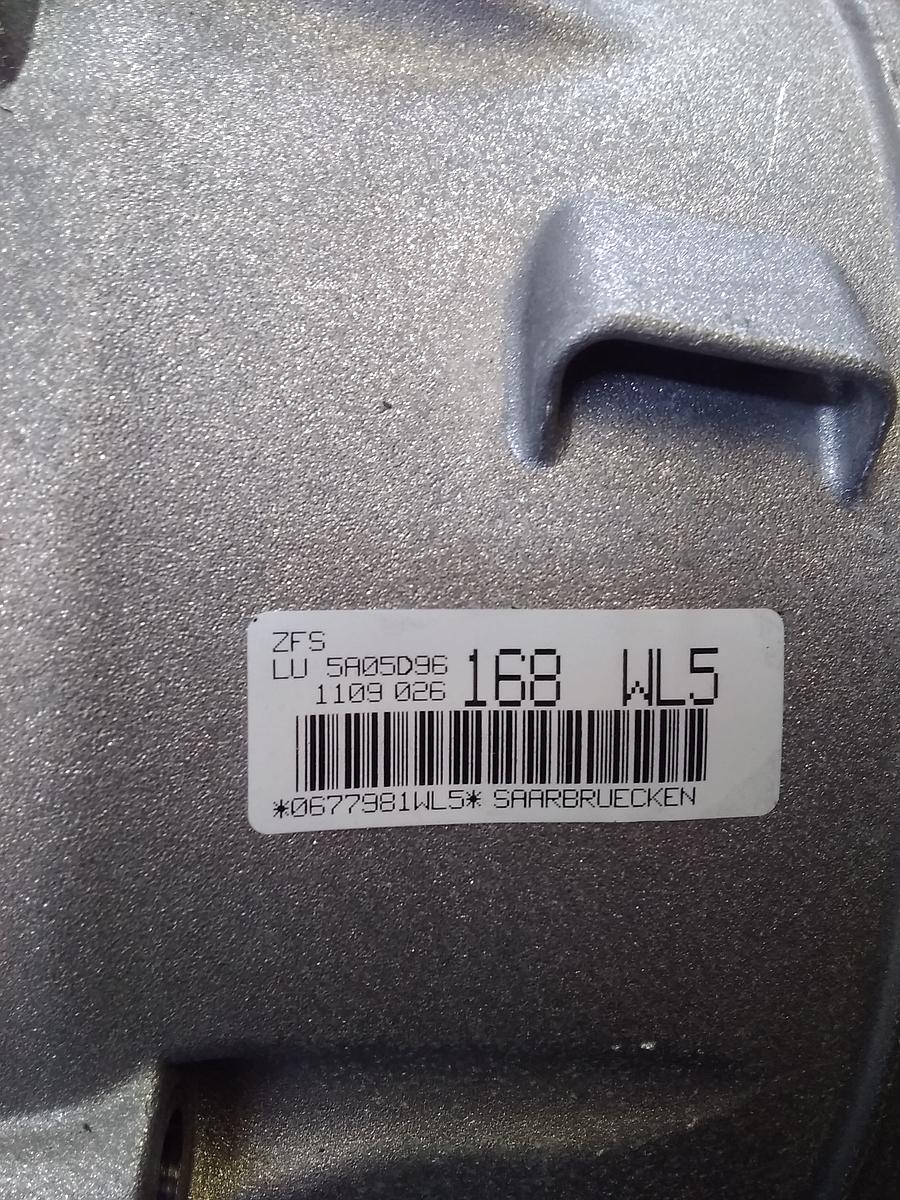 ZFS
LU 5A05D96
1109 026
168 WL5
*0677981WL5* SAARBRUECKEN